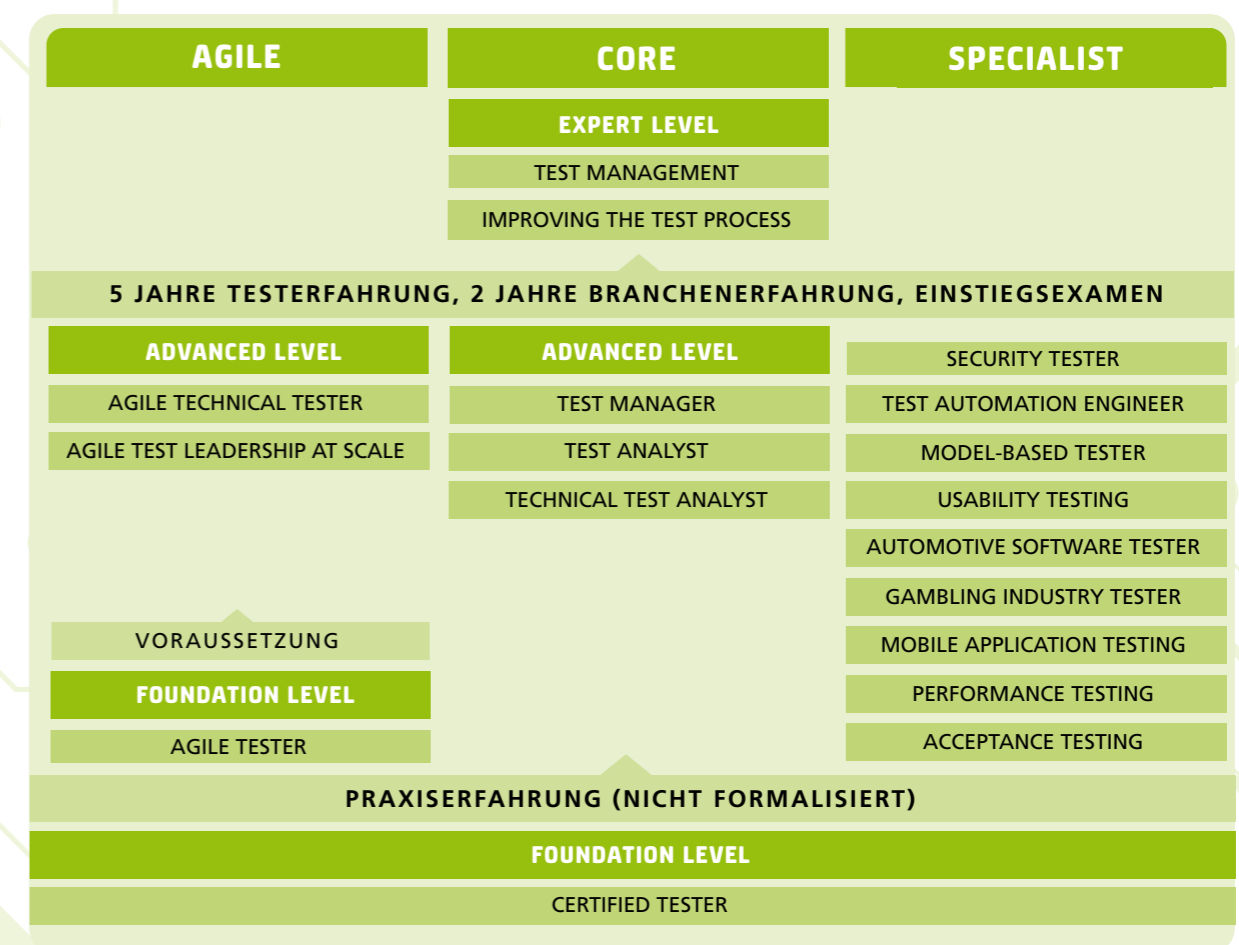 AGILE
CORE
SPECIALIST
EXPERT LEVEL
TEST MANAGEMENT
IMPROVING THE TEST PROCESS
5 JAHRE TESTERFAHRUNG, 2 JAHRE BRANCHENERFAHRUNG, EINSTIEGSEXAMEN
ADVANCED LEVEL
AGILE TECHNICAL TESTER
AGILE TEST LEADERSHIP AT SCALE
VORAUSSETZUNG
FOUNDATION LEVEL
AGILE TESTER
ADVANCED LEVEL
TEST MANAGER
TEST ANALYST
TECHNICAL TEST ANALYST
SECURITY TESTER
TEST AUTOMATION ENGINEER
MODEL-BASED TESTER
USABILITY TESTING
AUTOMOTIVE SOFTWARE TESTER
GAMBLING INDUSTRY TESTER
MOBILE APPLICATION TESTING
PERFORMANCE TESTING
ACCEPTANCE TESTING
PRAXISERFAHRUNG (NICHT FORMALISIERT)
FOUNDATION LEVEL
CERTIFIED TESTER